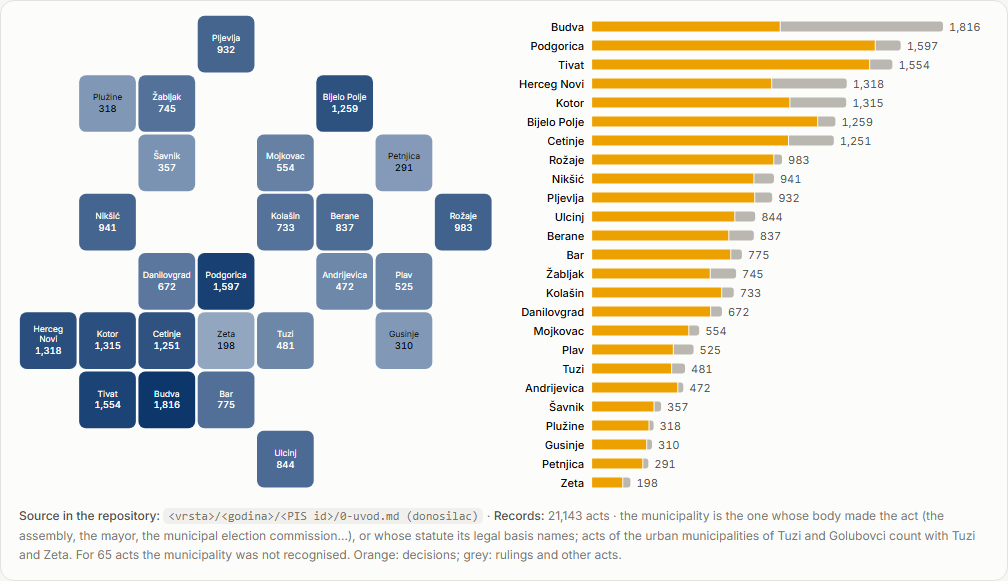 Pljevlja
932
Plužine
318
Žabljak
745
Bijelo Polje
1,259
Šavnik
357
Mojkovac
554
Petnjica
291
Nikšić
941
Kolašin
733
Berane
837
Rožaje
983
Danilovgrad
672
Podgorica
1,597
Andrijevica
472
Plav
525
Herceg
Novi
1,318
Kotor
1,315
Cetinje
1,251
Zeta
198
Tuzi
481
Gusinje
310
Tivat
1,554
Budva
1,816
Bar
775
Ulcinj
844
Budva 1,816
Podgorica 1,597
Tivat 1,554
Herceg Novi 1,318
Kotor 1,315
Bijelo Polje 1,259
Cetinje 1,251
Rožaje 983
Nikšić 941
Pljevlja 932
Ulcinj 844
Berane 837
Bar 775
Žabljak 745
Kolašin 733
Danilovgrad 672
Mojkovac 554
Plav 525
Tuzi 481
Andrijevica 472
Šavnik 357
Plužine 318
Gusinje 310
Petnjica 291
Zeta 198
Source in the repository: <vrsta>/<godina>/<PIS id>/0-uvod.md (donosilac) · Records: 21,143 acts · the municipality is the one whose body made the act (the
assembly, the mayor, the municipal election commission...), or whose statute its legal basis names; acts of the urban municipalities of Tuzi and Golubovci count with Tuzi
and Zeta. For 65 acts the municipality was not recognised. Orange: decisions; grey: rulings and other acts.